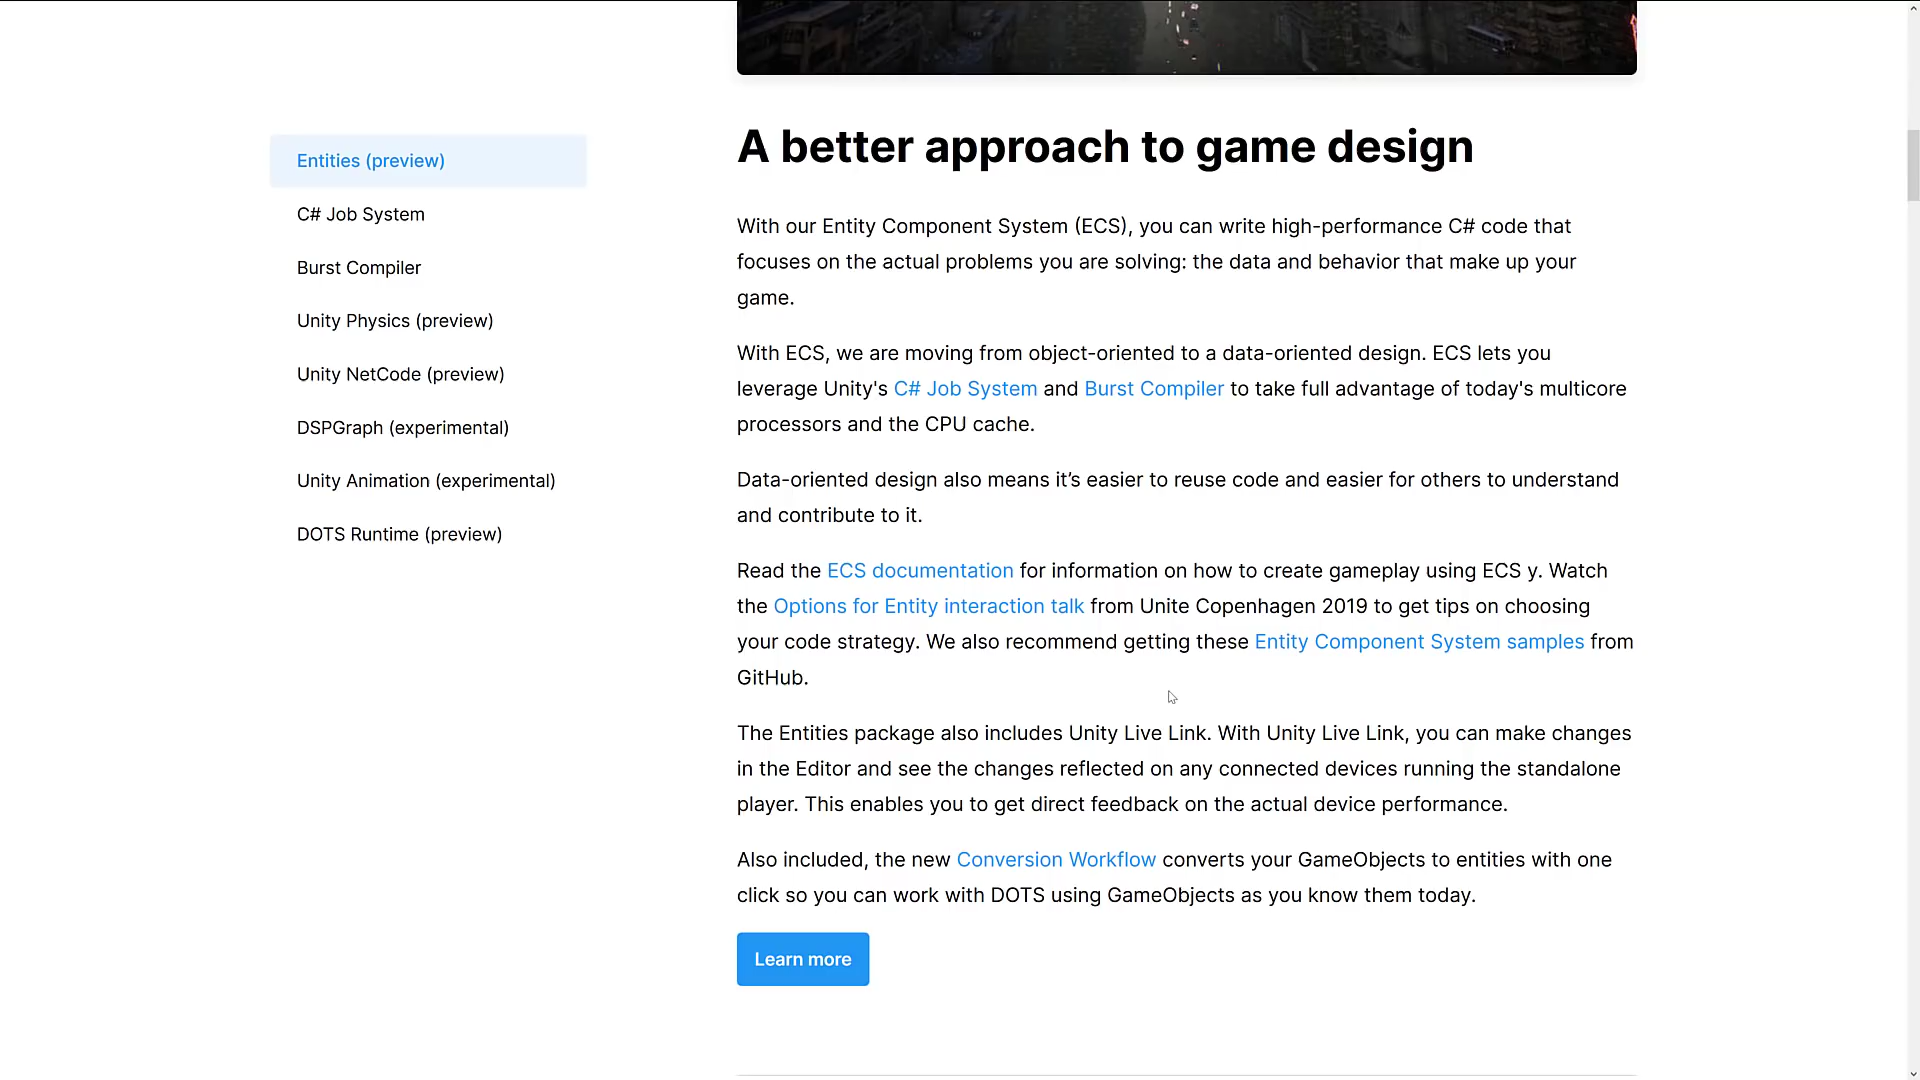 Entities (preview)
C# Job System
Burst Compiler
Unity Physics (preview)
Unity NetCode (preview)
DSPGraph (experimental)
Unity Animation (experimental)
DOTS Runtime (preview)
A better approach to game design
With our Entity Component System (ECS), you can write high-performance C# code that
focuses on the actual problems you are solving: the data and behavior that make up your
game.
With ECS, we are moving from object-oriented to a data-oriented design. ECS lets you
leverage Unity's C# Job System and Burst Compiler to take full advantage of today's multicore
processors and the CPU cache.
Data-oriented design also means it’s easier to reuse code and easier for others to understand
and contribute to it.
Read the ECS documentation for information on how to create gameplay using ECS y. Watch
the Options for Entity interaction talk from Unite Copenhagen 2019 to get tips on choosing
your code strategy. We also recommend getting these Entity Component System samples from
GitHub.
The Entities package also includes Unity Live Link. With Unity Live Link, you can make changes
in the Editor and see the changes reflected on any connected devices running the standalone
player. This enables you to get direct feedback on the actual device performance.
Also included, the new Conversion Workflow converts your GameObjects to entities with one
click so you can work with DOTS using GameObjects as you know them today.
Learn more